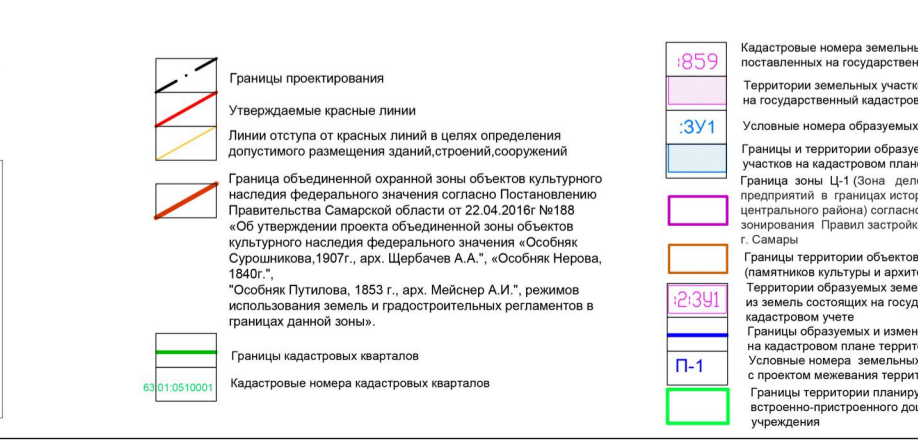 Границы проектирования
Утверждаемые красные линии
Линии отступа от красных линий в целях определения
допустимого размещения зданий,строений,сооружений
Граница объединенной охранной зоны объектов культурного
наследия федерального значения согласно Постановлению
Правительства Самарской области от 22.04.2016г №188
«Об утверждении проекта объединенной зоны объектов
культурного наследия федерального значения «Особняк
Сурошникова,1907г., арх. Щербачев А.А.", «Особняк Нерова,
1840г.",
"Особняк Путилова, 1853 г., арх. Мейснер А.И.", режимов
использования земель и градостроительных регламентов в
границах данной зоны».
Границы кадастровых кварталов
63:01:0510001 Кадастровые номера кадастровых кварталов
:859
Кадастровые номера земельны
поставленных на государствен
Территории земельных участк
на государственный кадастров
:ЗУ1 Условные номера образуемых
Границы и территории образуе
участков на кадастровом план
Граница зоны Ц-1 (Зона дел
предприятий в границах истор
центрального района) согласно
зонирования Правил застройк
г. Самары
Границы территории объектов
(памятников культуры и архите
:2:ЗУ1
Территории образуемых земел
из земель состоящих на госуд
кадастровом учете
Границы образуемых и измен
на кадастровом плане террито
П-1
Условные номера земельных
с проектом межевания террит
Границы территории планиру
встроенно-пристроенного дош
учреждения